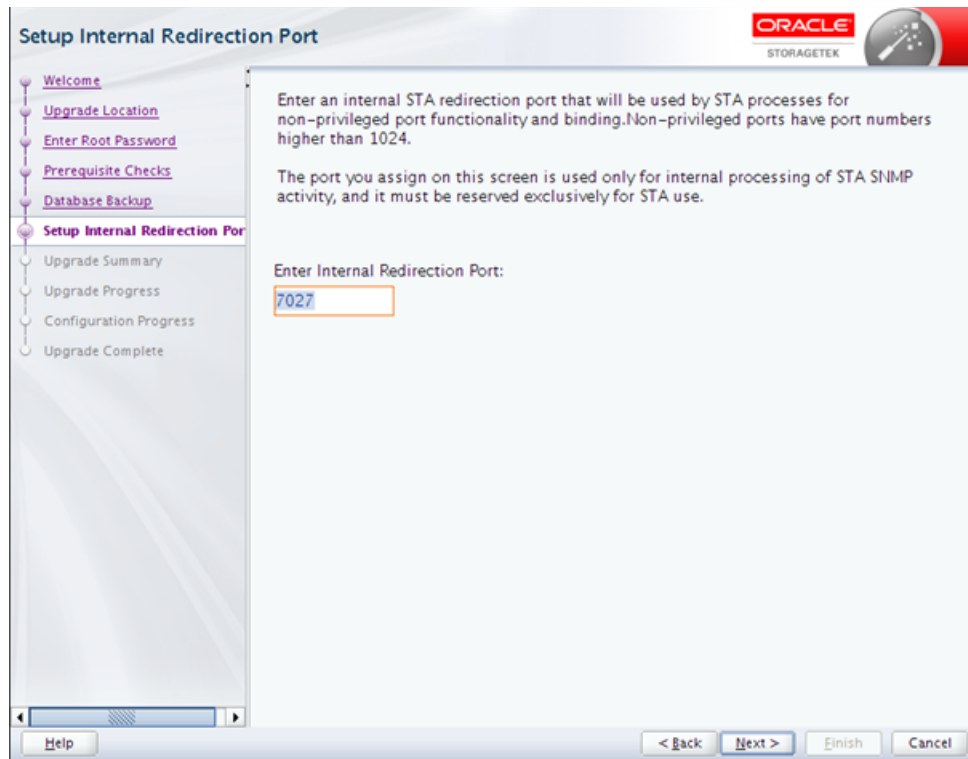 Setup Internal Redirection Port
ORACLE
STORAGETEK
Welcome
Upgrade Location
Enter Root Password
Prerequisite Checks
Database Backup
Setup Internal Redirection Por
Upgrade Summary
Upgrade Progress
Configuration Progress
Upgrade Complete
Enter an internal STA redirection port that will be used by STA processes for
non-privileged port functionality and binding.Non-privileged ports have port numbers
higher than 1024.
The port you assign on this screen is used only for internal processing of STA SNMP
activity, and it must be reserved exclusively for STA use.
Enter Internal Redirection Port:
7027
Help
< Back
Next >
Finish
Cancel